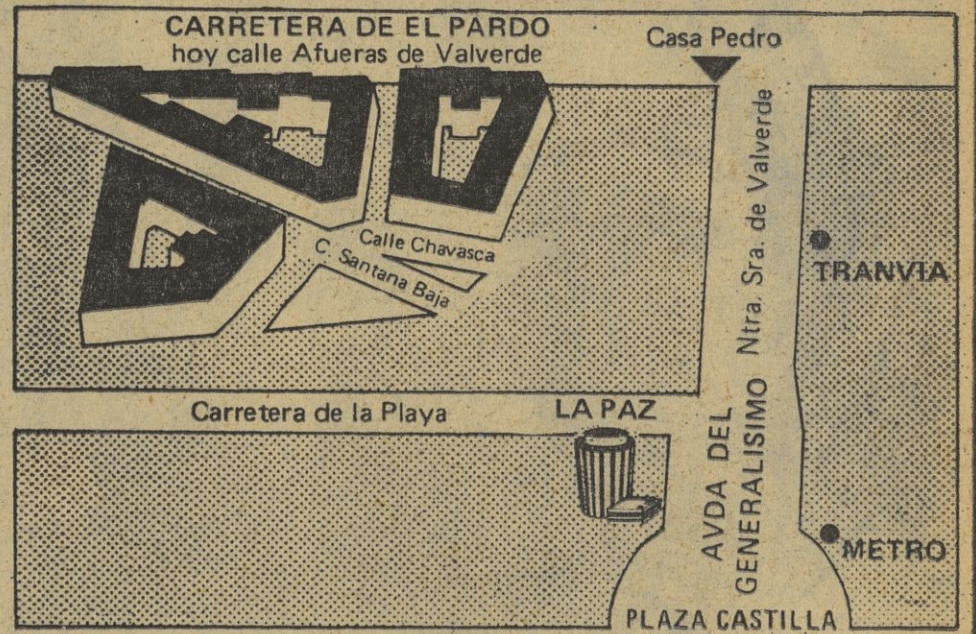 CARRETERA DE EL PARDO
hoy calle Afueras de Valverde
Casa Pedro
Ntra. Sra. de Valverde
Calle Chavasca
C. Santana Baja
TRANVIA
Carretera de la Playa
LA PAZ
AVDA DEL
GENERALISIMO
METRO
PLAZA CASTILLA